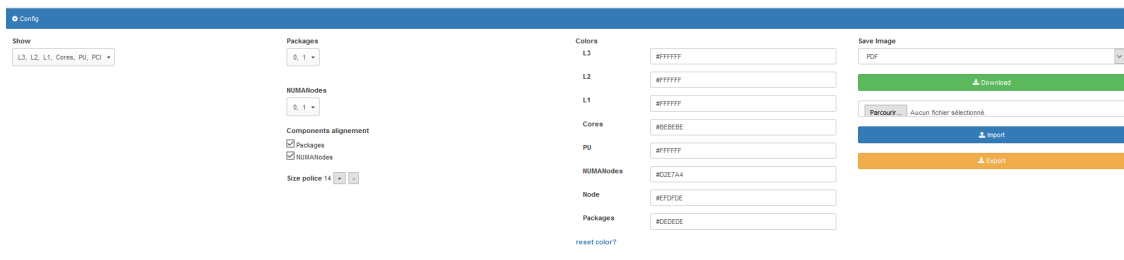 Config
Show
L3, L2, L1, Cores, PU, PCI
Packages
0, 1
NUMANodes
0, 1
Components alignment
Packages
NUMANodes
Size police 14 + -
Colors
L3 #FFFFFF
L2 #FFFFFF
L1 #FFFFFF
Cores #BEBEBE
PU #FFFFFF
NUMANodes #D2E7A4
Node #EFDFDE
Packages #DEDEDE
reset color?
Save Image
PDF
Download
Parcourir... Aucun fichier sélectionné.
Import
Export